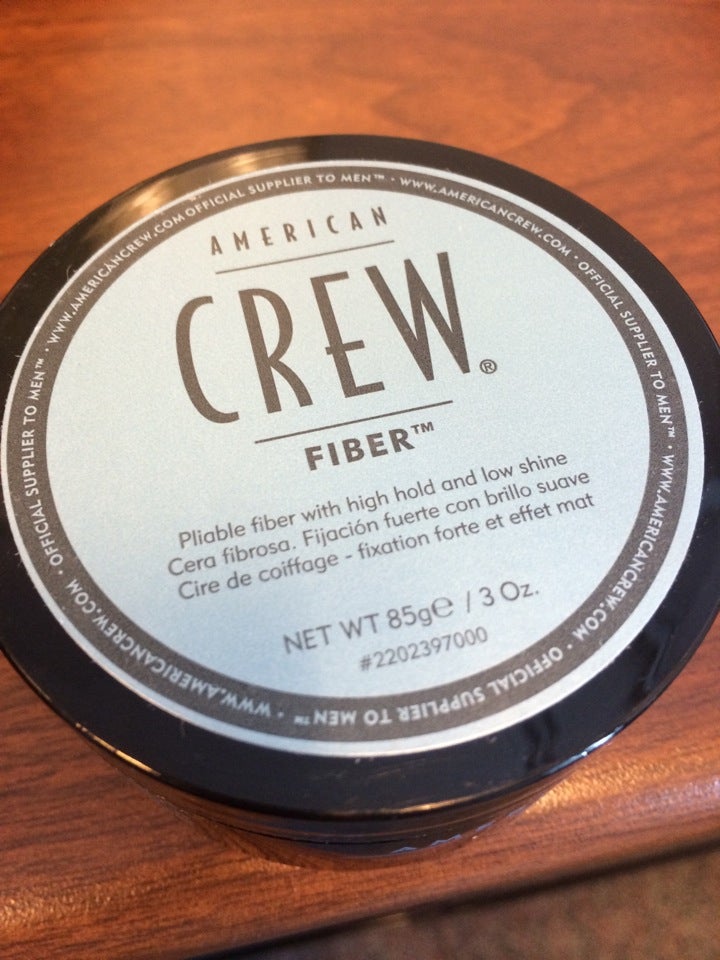 AMERICAN
CREW®
FIBER™
Pliable fiber with high hold and low shine
Cera fibrosa. Fijación fuerte con brillo suave
Cire de coiffage - fixation forte et effet mat
NET WT 85g℮ / 3 Oz.
#2202397000
WWW.AMERICANCREW.COM OFFICIAL SUPPLIER TO MEN™ · WWW.AMERICANCREW.COM · OFFICIAL SUPPLIER TO MEN™ · WWW.AMERICANCREW.COM · OFFICIAL SUPPLIER TO MEN™ · WWW.AMERICANCREW.COM · OFFICIAL SUPPLIER TO MEN™ ·